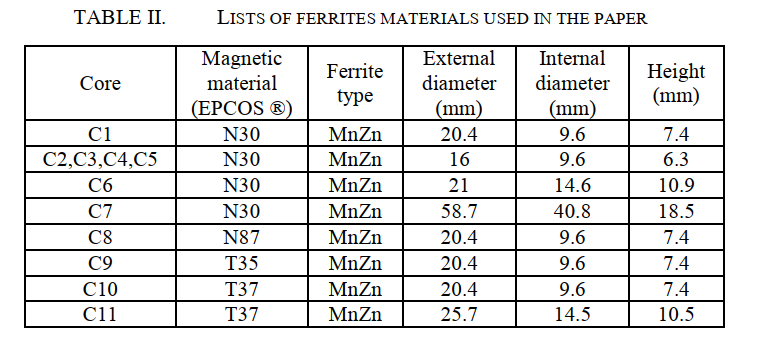 TABLE II. LISTS OF FERRITES MATERIALS USED IN THE PAPER
Core Magnetic material (EPCOS ®) Ferrite type External diameter (mm) Internal diameter (mm) Height (mm)
C1 N30 MnZn 20.4 9.6 7.4
C2,C3,C4,C5 N30 MnZn 16 9.6 6.3
C6 N30 MnZn 21 14.6 10.9
C7 N30 MnZn 58.7 40.8 18.5
C8 N87 MnZn 20.4 9.6 7.4
C9 T35 MnZn 20.4 9.6 7.4
C10 T37 MnZn 20.4 9.6 7.4
C11 T37 MnZn 25.7 14.5 10.5